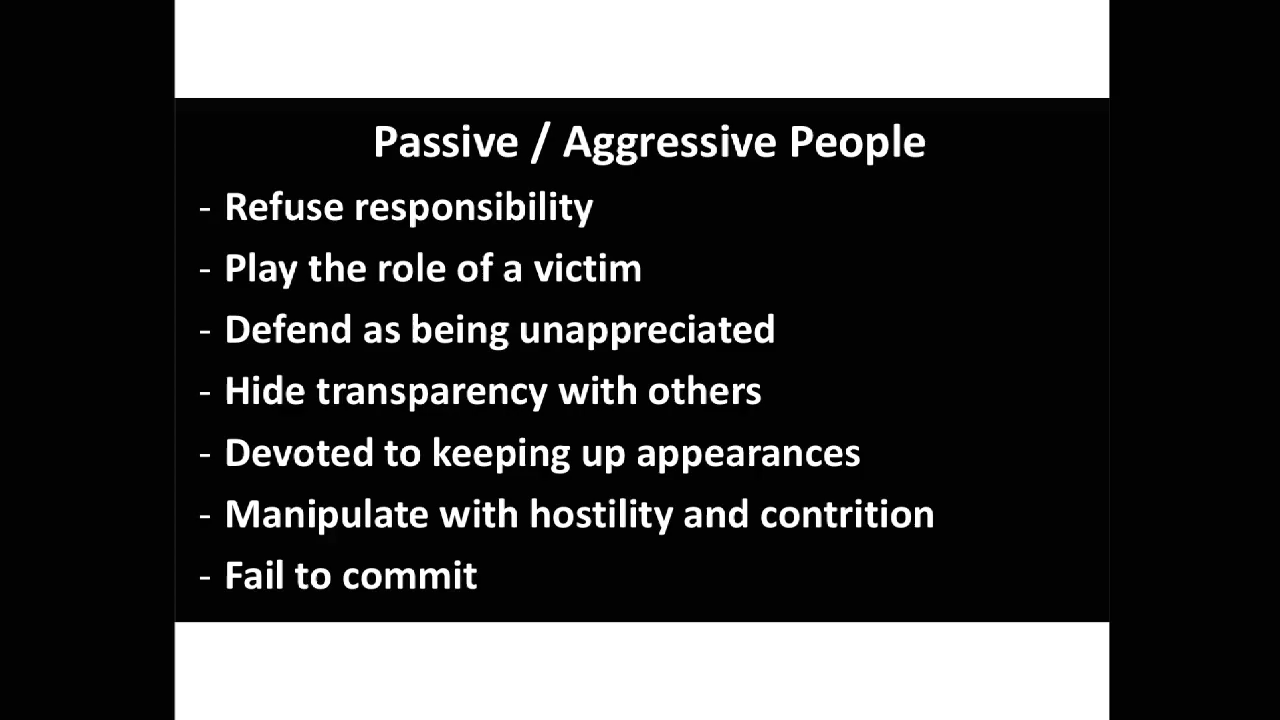 Passive / Aggressive People
- Refuse responsibility
- Play the role of a victim
- Defend as being unappreciated
- Hide transparency with others
- Devoted to keeping up appearances
- Manipulate with hostility and contrition
- Fail to commit